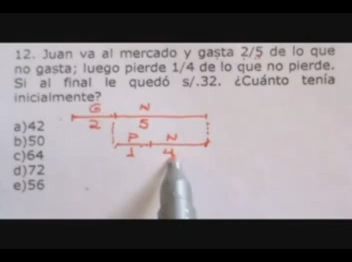 12. Juan va al mercado y gasta 2/5 de lo que
no gasta; luego pierde 1/4 de lo que no pierde.
Si al final le quedó s/.32. ¿Cuánto tenía
inicialmente?
G N
a)42 2 5
b)50 P N
c)64 1 4
d)72
e)56